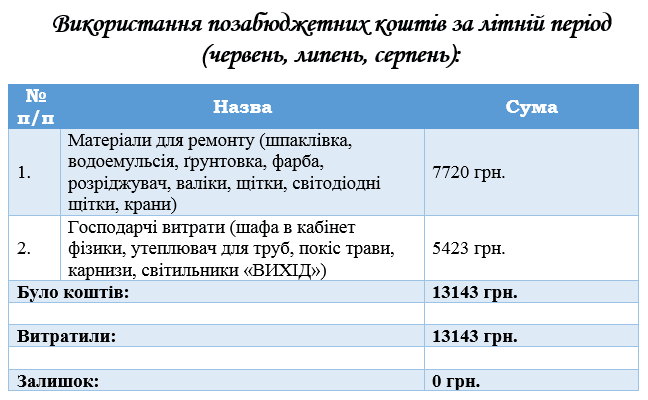 Використання позабюджетних коштів за літній період
(червень, липень, серпень):
№ п/п Назва Сума
Матеріали для ремонту (шпаклівка,
водоемульсія, ґрунтовка, фарба,
1. розріджувач, валіки, щітки, світодіодні 7720 грн.
щітки, крани)
Господарчі витрати (шафа в кабінет
2. фізики, утеплювач для труб, покіс трави, 5423 грн.
карнизи, світильники «ВИХІД»)
Було коштів: 13143 грн.
Витратили: 13143 грн.
Залишок: 0 грн.